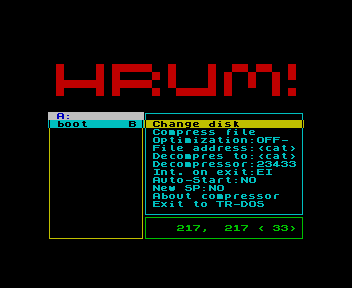 HRUM!
A:
boot B
Change disk
Compress file
Optimization:OFF-
File address:<cat>
Decompres to:<cat>
Decompressor:23433
Int. on exit:EI
Auto-Start:NO
New SP:NO
About compressor
Exit to TR-DOS
217, 217 < 33>